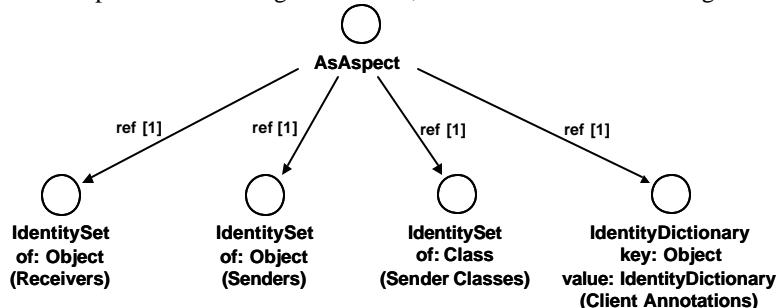 AsAspect
ref [1]
ref [1]
ref [1]
ref [1]
IdentitySet
of: Object
(Receivers)
IdentitySet
of: Object
(Senders)
IdentitySet
of: Class
(Sender Classes)
IdentityDictionary
key: Object
value: IdentityDictionary
(Client Annotations)